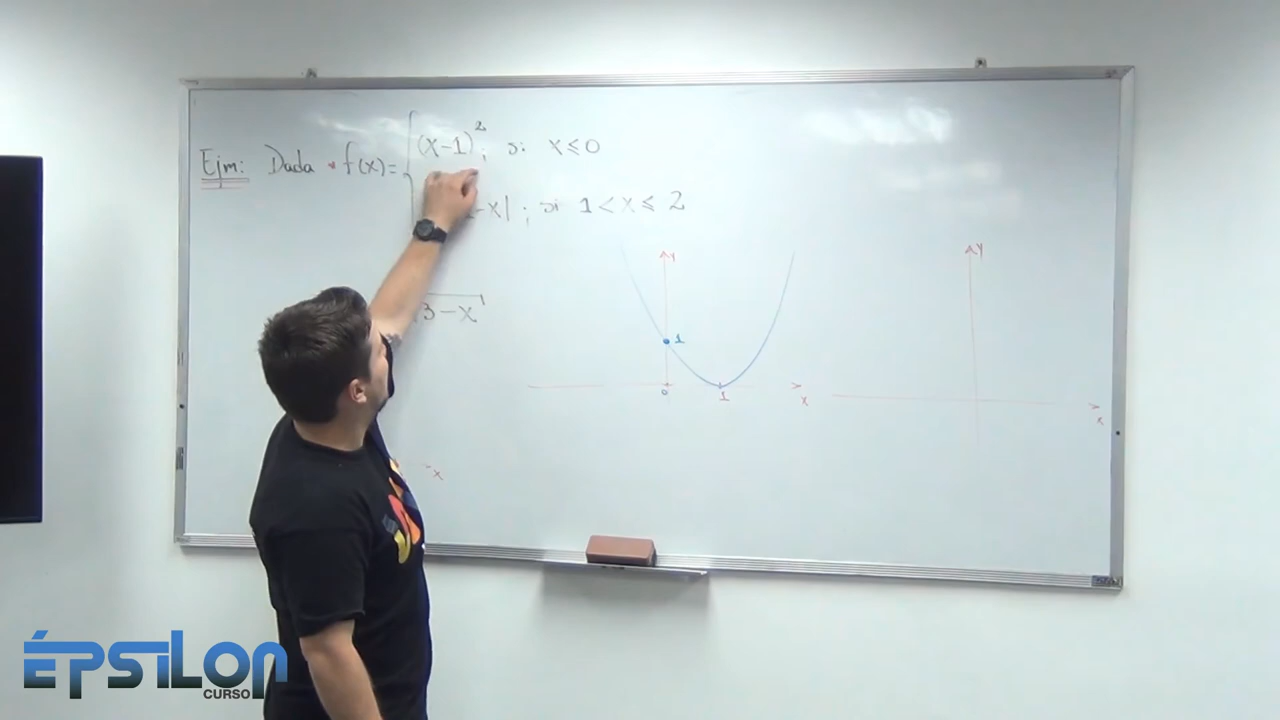 Ejm: Dada • f(x)= { (x-1)²; si x≤0
-x| ; si 1<x≤2
3-x
y
1
0
1
x
y
x
x
ÉPSILON
CURSO